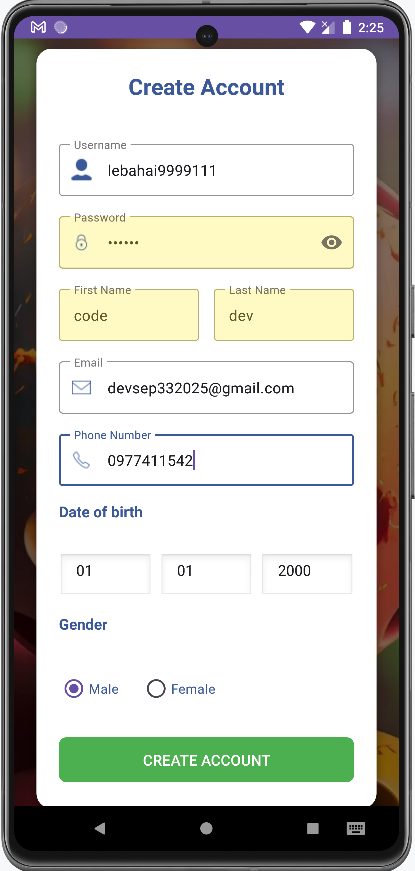 2:25
Create Account
Username
lebahai9999111
Password
••••••
First Name
Last Name
code
dev
Email
devsep332025@gmail.com
Phone Number
0977411542
Date of birth
01
01
2000
Gender
Male
Female
CREATE ACCOUNT